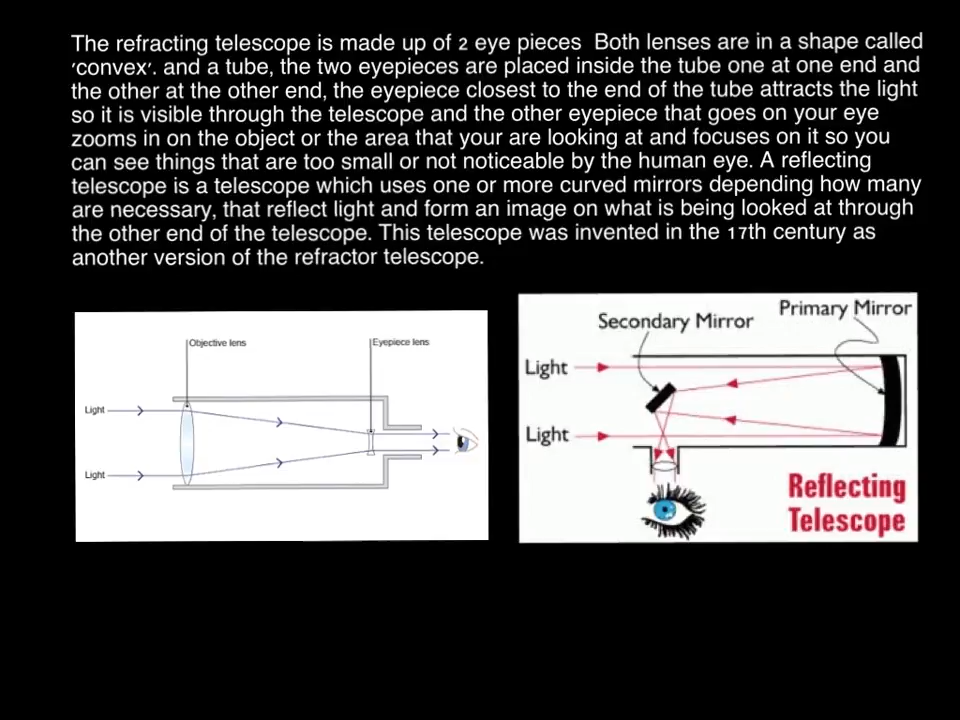 The refracting telescope is made up of 2 eye pieces  Both lenses are in a shape called
'convex'. and a tube, the two eyepieces are placed inside the tube one at one end and
the other at the other end, the eyepiece closest to the end of the tube attracts the light
so it is visible through the telescope and the other eyepiece that goes on your eye
zooms in on the object or the area that your are looking at and focuses on it so you
can see things that are too small or not noticeable by the human eye. A reflecting
telescope is a telescope which uses one or more curved mirrors depending how many
are necessary, that reflect light and form an image on what is being looked at through
the other end of the telescope. This telescope was invented in the 17th century as
another version of the refractor telescope.
Objective lens
Eyepiece lens
Light
Light
Secondary Mirror
Primary Mirror
Light
Light
Reflecting
Telescope